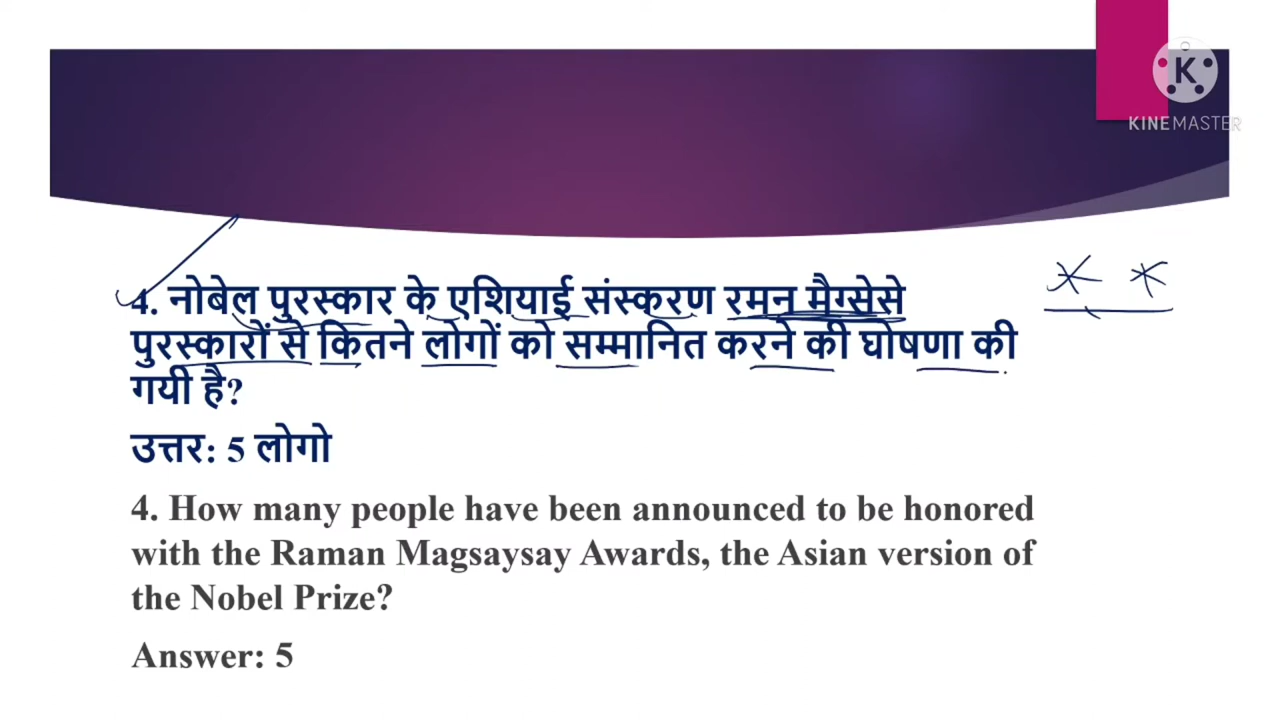 K
KINEMASTER
4. नोबेल पुरस्कार के एशियाई संस्करण रमन मैग्सेसे
पुरस्कारों से कितने लोगों को सम्मानित करने की घोषणा की
गयी है?
उत्तर: 5 लोगो
4. How many people have been announced to be honored
with the Raman Magsaysay Awards, the Asian version of
the Nobel Prize?
Answer: 5